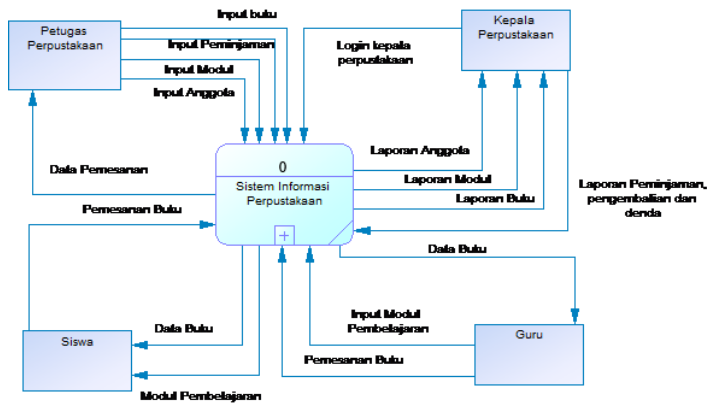 Input buku
Petugas
Perpustakaan
Input Peminjaman
Input Modul
Input Anggota
Kepala
Perpustakaan
Login kepala
perpustakaan
Data Pemesanan
Pemesanan Buku
0
Sistem Informasi
Perpustakaan
Laporan Anggota
Laporan Modul
Laporan Buku
Laporan Peminjaman,
pengembalian dan
denda
Data Buku
Data Buku
Input Modul
Pembelajaran
Siswa
Guru
Pemesanan Buku
Modul Pembelajaran